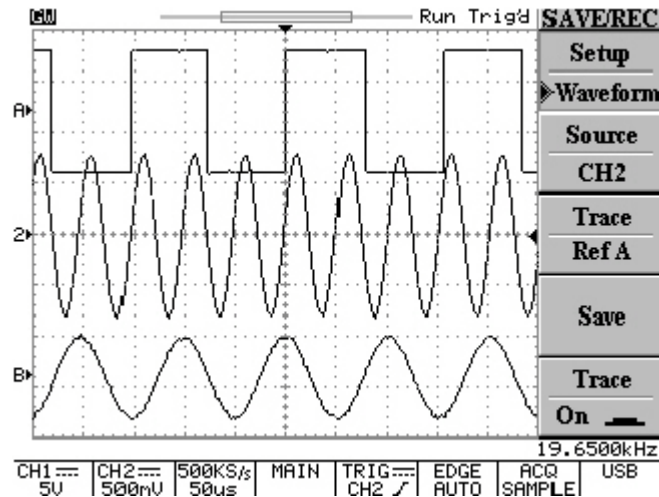 GW Run Trig'd SAVE/REC
Setup
Waveform
Source
CH2
Trace
Ref A
Save
Trace
On
A
2
B
19.6500kHz
CH1 CH2 500KS/s MAIN TRIG EDGE ACQ USB
5V 500mV 50us CH2 AUTO SAMPLE